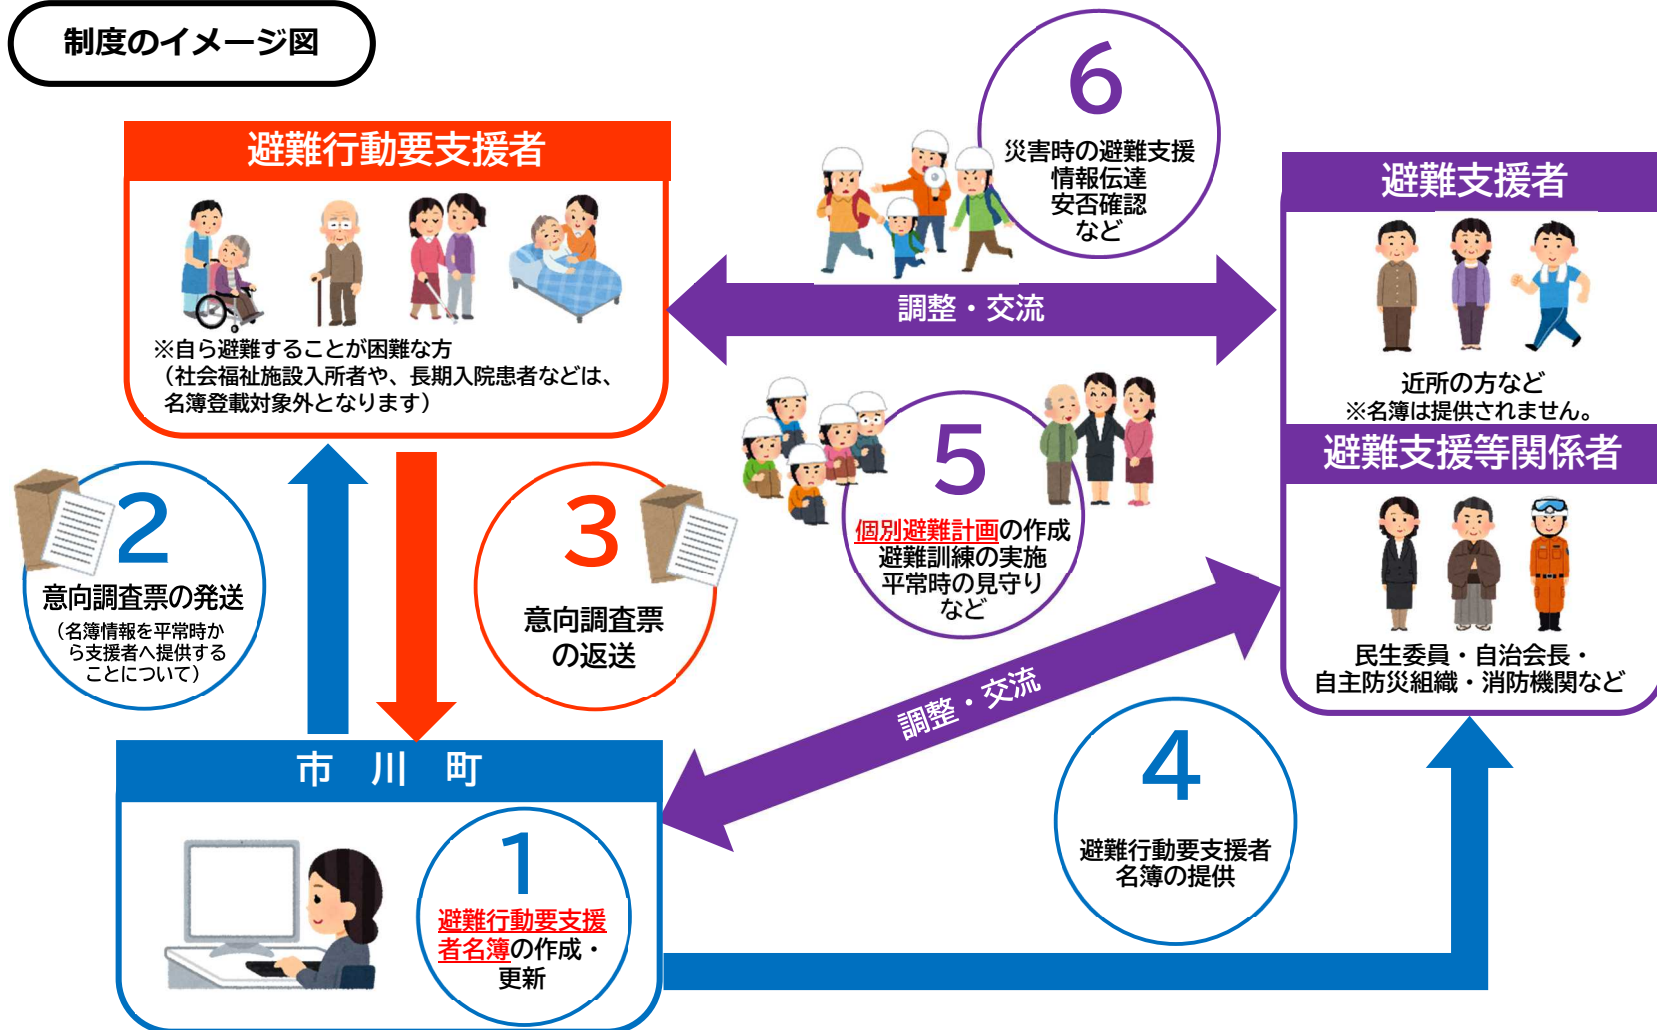 制度のイメージ図
避難行動要支援者
※自ら避難することが困難な方
（社会福祉施設入所者や、長期入院患者などは、
名簿登載対象外となります）
6
災害時の避難支援
情報伝達
安否確認
など
調整・交流
避難支援者
近所の方など
※名簿は提供されません。
避難支援等関係者
民生委員・自治会長・
自主防災組織・消防機関など
2
意向調査票の発送
（名簿情報を平常時か
ら支援者へ提供する
ことについて）
3
意向調査票
の返送
5
個別避難計画の作成
避難訓練の実施
平常時の見守り
など
調整・交流
4
避難行動要支援者
名簿の提供
市 川 町
1
避難行動要支援
者名簿の作成・
更新